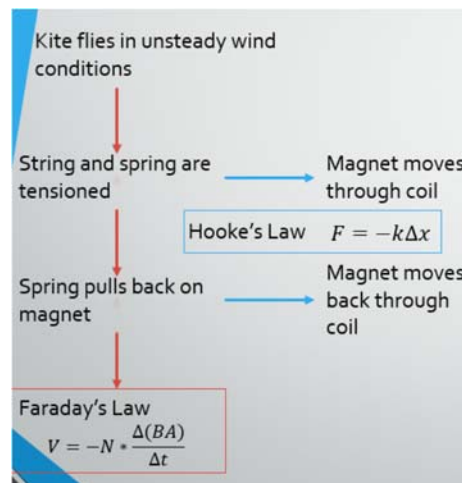 Kite flies in unsteady wind
conditions
String and spring are
tensioned
Magnet moves
through coil
Hooke's Law F = −kΔx
Spring pulls back on
magnet
Magnet moves
back through
coil
Faraday's Law
V = −N * Δ(BA)/Δt